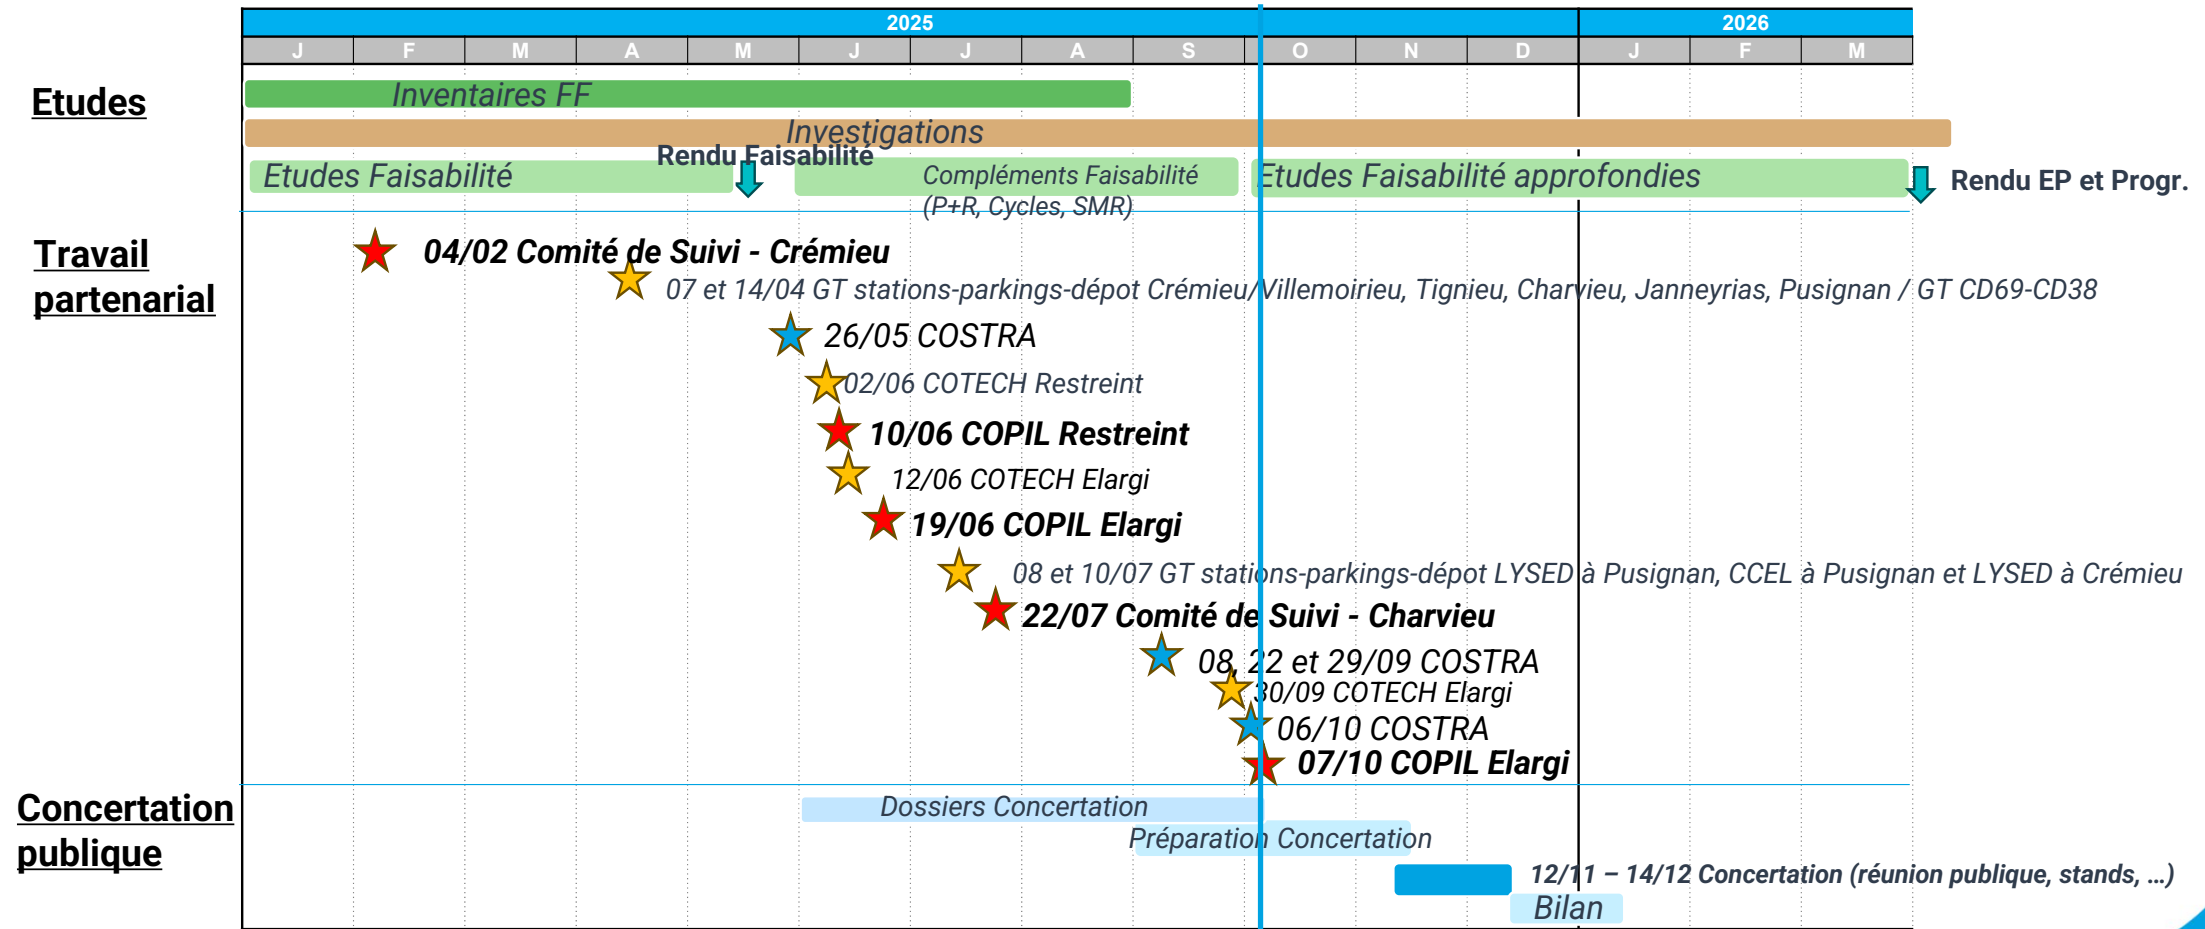 2025
2026
J F M A M J J A S O N D J F M
Etudes
Inventaires FF
Investigations
Rendu Faisabilité
Etudes Faisabilité
Compléments Faisabilité
(P+R, Cycles, SMR)
Etudes Faisabilité approfondies
Rendu EP et Progr.
Travail
partenarial
04/02 Comité de Suivi - Crémieu
07 et 14/04 GT stations-parkings-dépot Crémieu/Villemoirieu, Tignieu, Charvieu, Janneyrias, Pusignan / GT CD69-CD38
26/05 COSTRA
02/06 COTECH Restreint
10/06 COPIL Restreint
12/06 COTECH Elargi
19/06 COPIL Elargi
08 et 10/07 GT stations-parkings-dépot LYSED à Pusignan, CCEL à Pusignan et LYSED à Crémieu
22/07 Comité de Suivi - Charvieu
08, 22 et 29/09 COSTRA
30/09 COTECH Elargi
06/10 COSTRA
07/10 COPIL Elargi
Concertation
publique
Dossiers Concertation
Préparation Concertation
12/11 – 14/12 Concertation (réunion publique, stands, ...)
Bilan